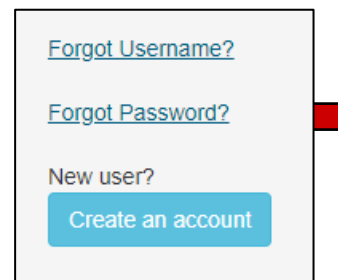 Forgot Username?
Forgot Password?
New user?
Create an account